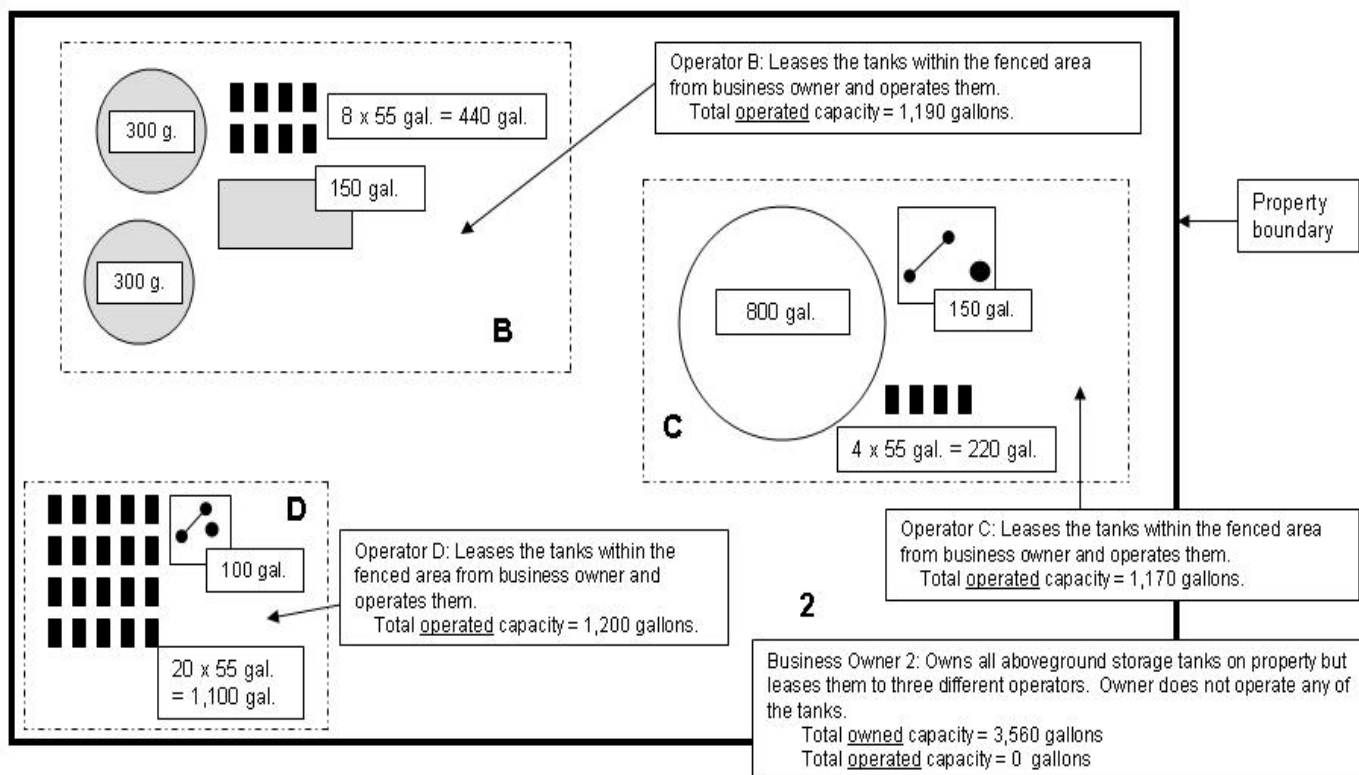 300 g.
8 x 55 gal. = 440 gal.
150 gal.
300 g.
B
Operator B: Leases the tanks within the fenced area
from business owner and operates them.
Total operated capacity = 1,190 gallons.
Property
boundary
800 gal.
150 gal.
C
4 x 55 gal. = 220 gal.
Operator C: Leases the tanks within the fenced area
from business owner and operates them.
Total operated capacity = 1,170 gallons.
D
100 gal.
20 x 55 gal.
= 1,100 gal.
Operator D: Leases the tanks within the
fenced area from business owner and
operates them.
Total operated capacity = 1,200 gallons.
2
Business Owner 2: Owns all aboveground storage tanks on property but
leases them to three different operators. Owner does not operate any of
the tanks.
Total owned capacity = 3,560 gallons
Total operated capacity = 0 gallons